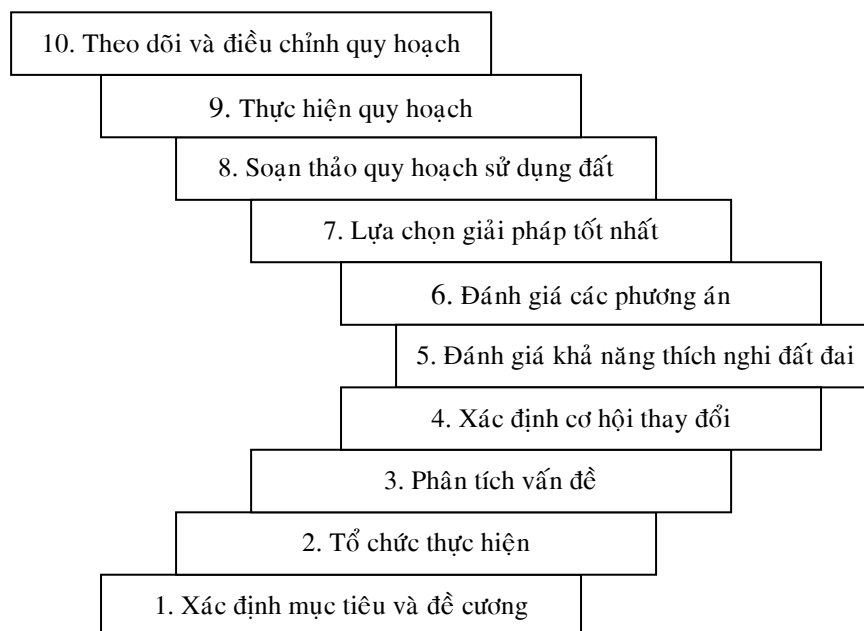 10. Theo dõi và điều chỉnh quy hoạch
9. Thực hiện quy hoạch
8. Soạn thảo quy hoạch sử dụng đất
7. Lựa chọn giải pháp tốt nhất
6. Đánh giá các phương án
5. Đánh giá khả năng thích nghi đất đai
4. Xác định cơ hội thay đổi
3. Phân tích vấn đề
2. Tổ chức thực hiện
1. Xác định mục tiêu và đề cương